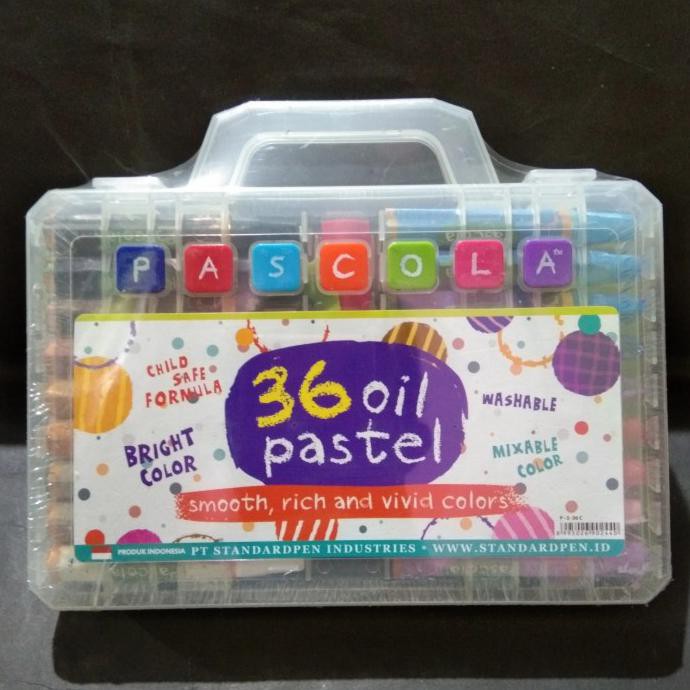 PASCOLA™
CHILD
SAFE
FORMULA
36 oil
pastel
WASHABLE
BRIGHT
COLOR
MIXABLE
COLOR
smooth, rich and vivid colors
PRODUK INDONESIA PT STANDARDPEN INDUSTRIES • WWW.STANDARDPEN.ID